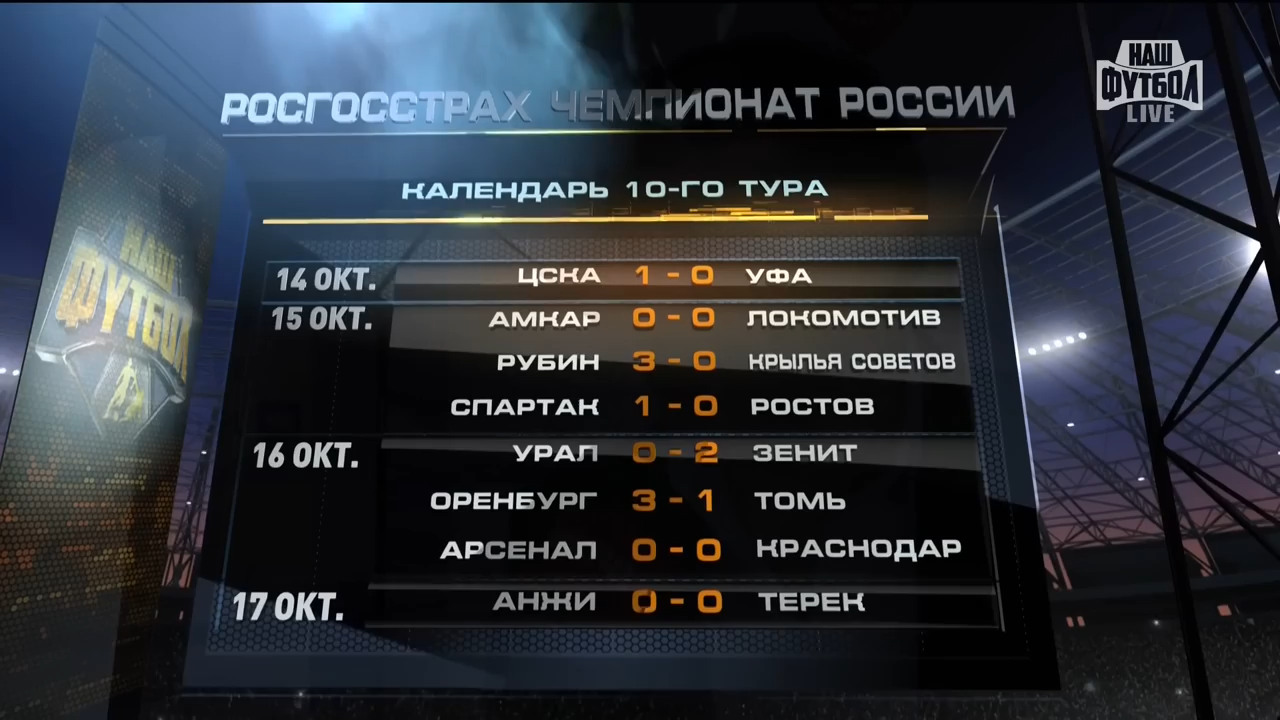 РОСГОССТРАХ ЧЕМПИОНАТ РОССИИ
НАШ
ФУТБОЛ
LIVE
КАЛЕНДАРЬ 10-ГО ТУРА
14 ОКТ. ЦСКА 1 - 0 УФА
15 ОКТ. АМКАР 0 - 0 ЛОКОМОТИВ
РУБИН 3 - 0 КРЫЛЬЯ СОВЕТОВ
СПАРТАК 1 - 0 РОСТОВ
16 ОКТ. УРАЛ 0 - 2 ЗЕНИТ
ОРЕНБУРГ 3 - 1 ТОМЬ
АРСЕНАЛ 0 - 0 КРАСНОДАР
17 ОКТ. АНЖИ 0 - 0 ТЕРЕК
НАШ
ФУТБОЛ